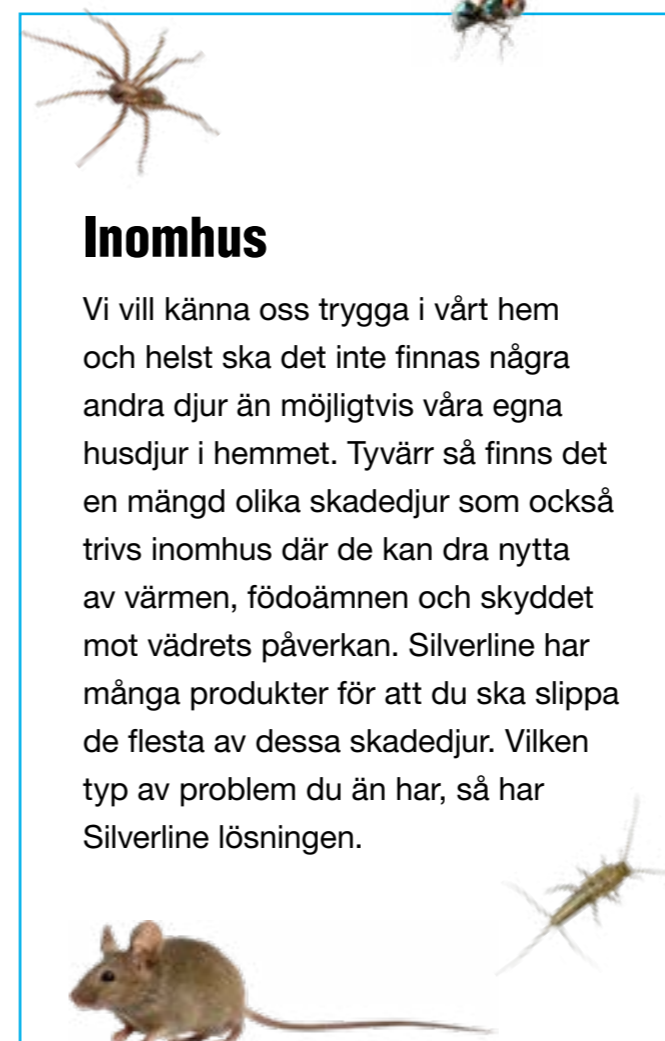 Inomhus
Vi vill känna oss trygga i vårt hem
och helst ska det inte finnas några
andra djur än möjligtvis våra egna
husdjur i hemmet. Tyvärr så finns det
en mängd olika skadedjur som också
trivs inomhus där de kan dra nytta
av värmen, födoämnen och skyddet
mot vädrets påverkan. Silverline har
många produkter för att du ska slippa
de flesta av dessa skadedjur. Vilken
typ av problem du än har, så har
Silverline lösningen.